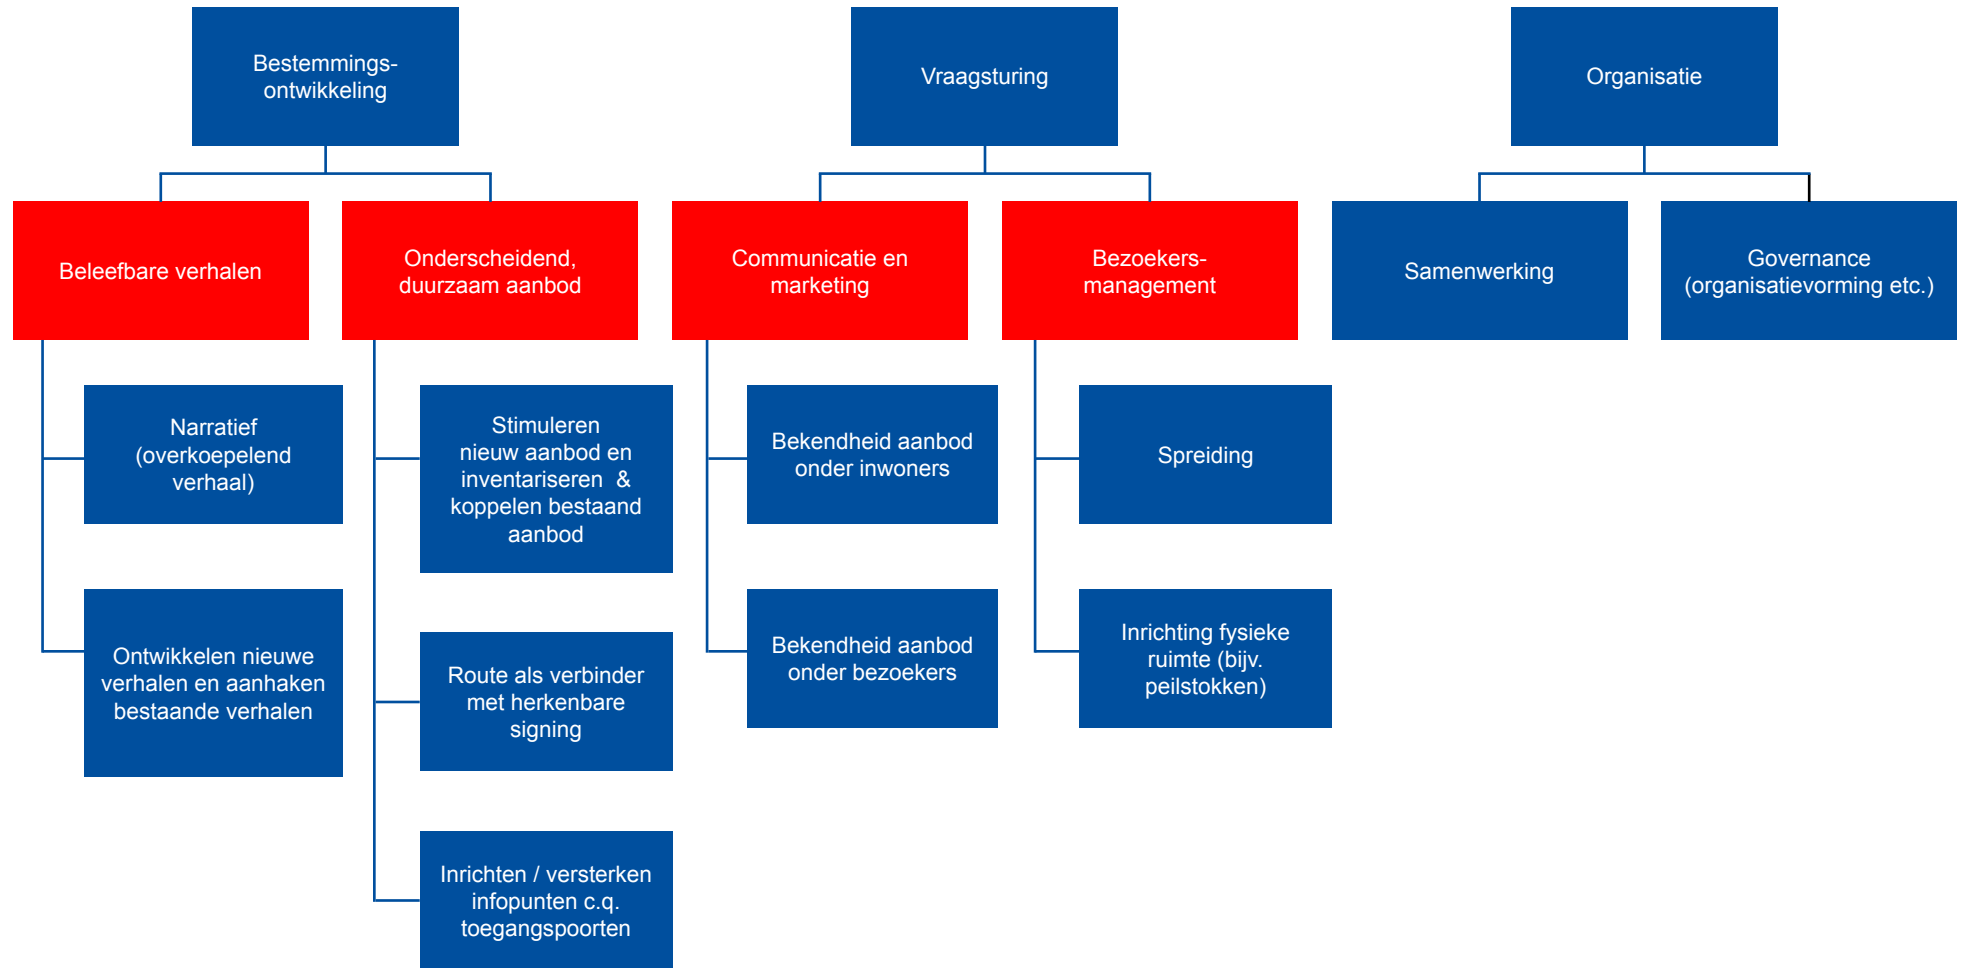 Bestemmings-
ontwikkeling
Vraagsturing
Organisatie
Beleefbare verhalen
Onderscheidend,
duurzaam aanbod
Communicatie en
marketing
Bezoekers-
management
Samenwerking
Governance
(organisatievorming etc.)
Narratief
(overkoepelend
verhaal)
Stimuleren
nieuw aanbod en
inventariseren  &
koppelen bestaand
aanbod
Bekendheid aanbod
onder inwoners
Spreiding
Ontwikkelen nieuwe
verhalen en aanhaken
bestaande verhalen
Route als verbinder
met herkenbare
signing
Bekendheid aanbod
onder bezoekers
Inrichting fysieke
ruimte (bijv.
peilstokken)
Inrichten / versterken
infopunten c.q.
toegangspoorten